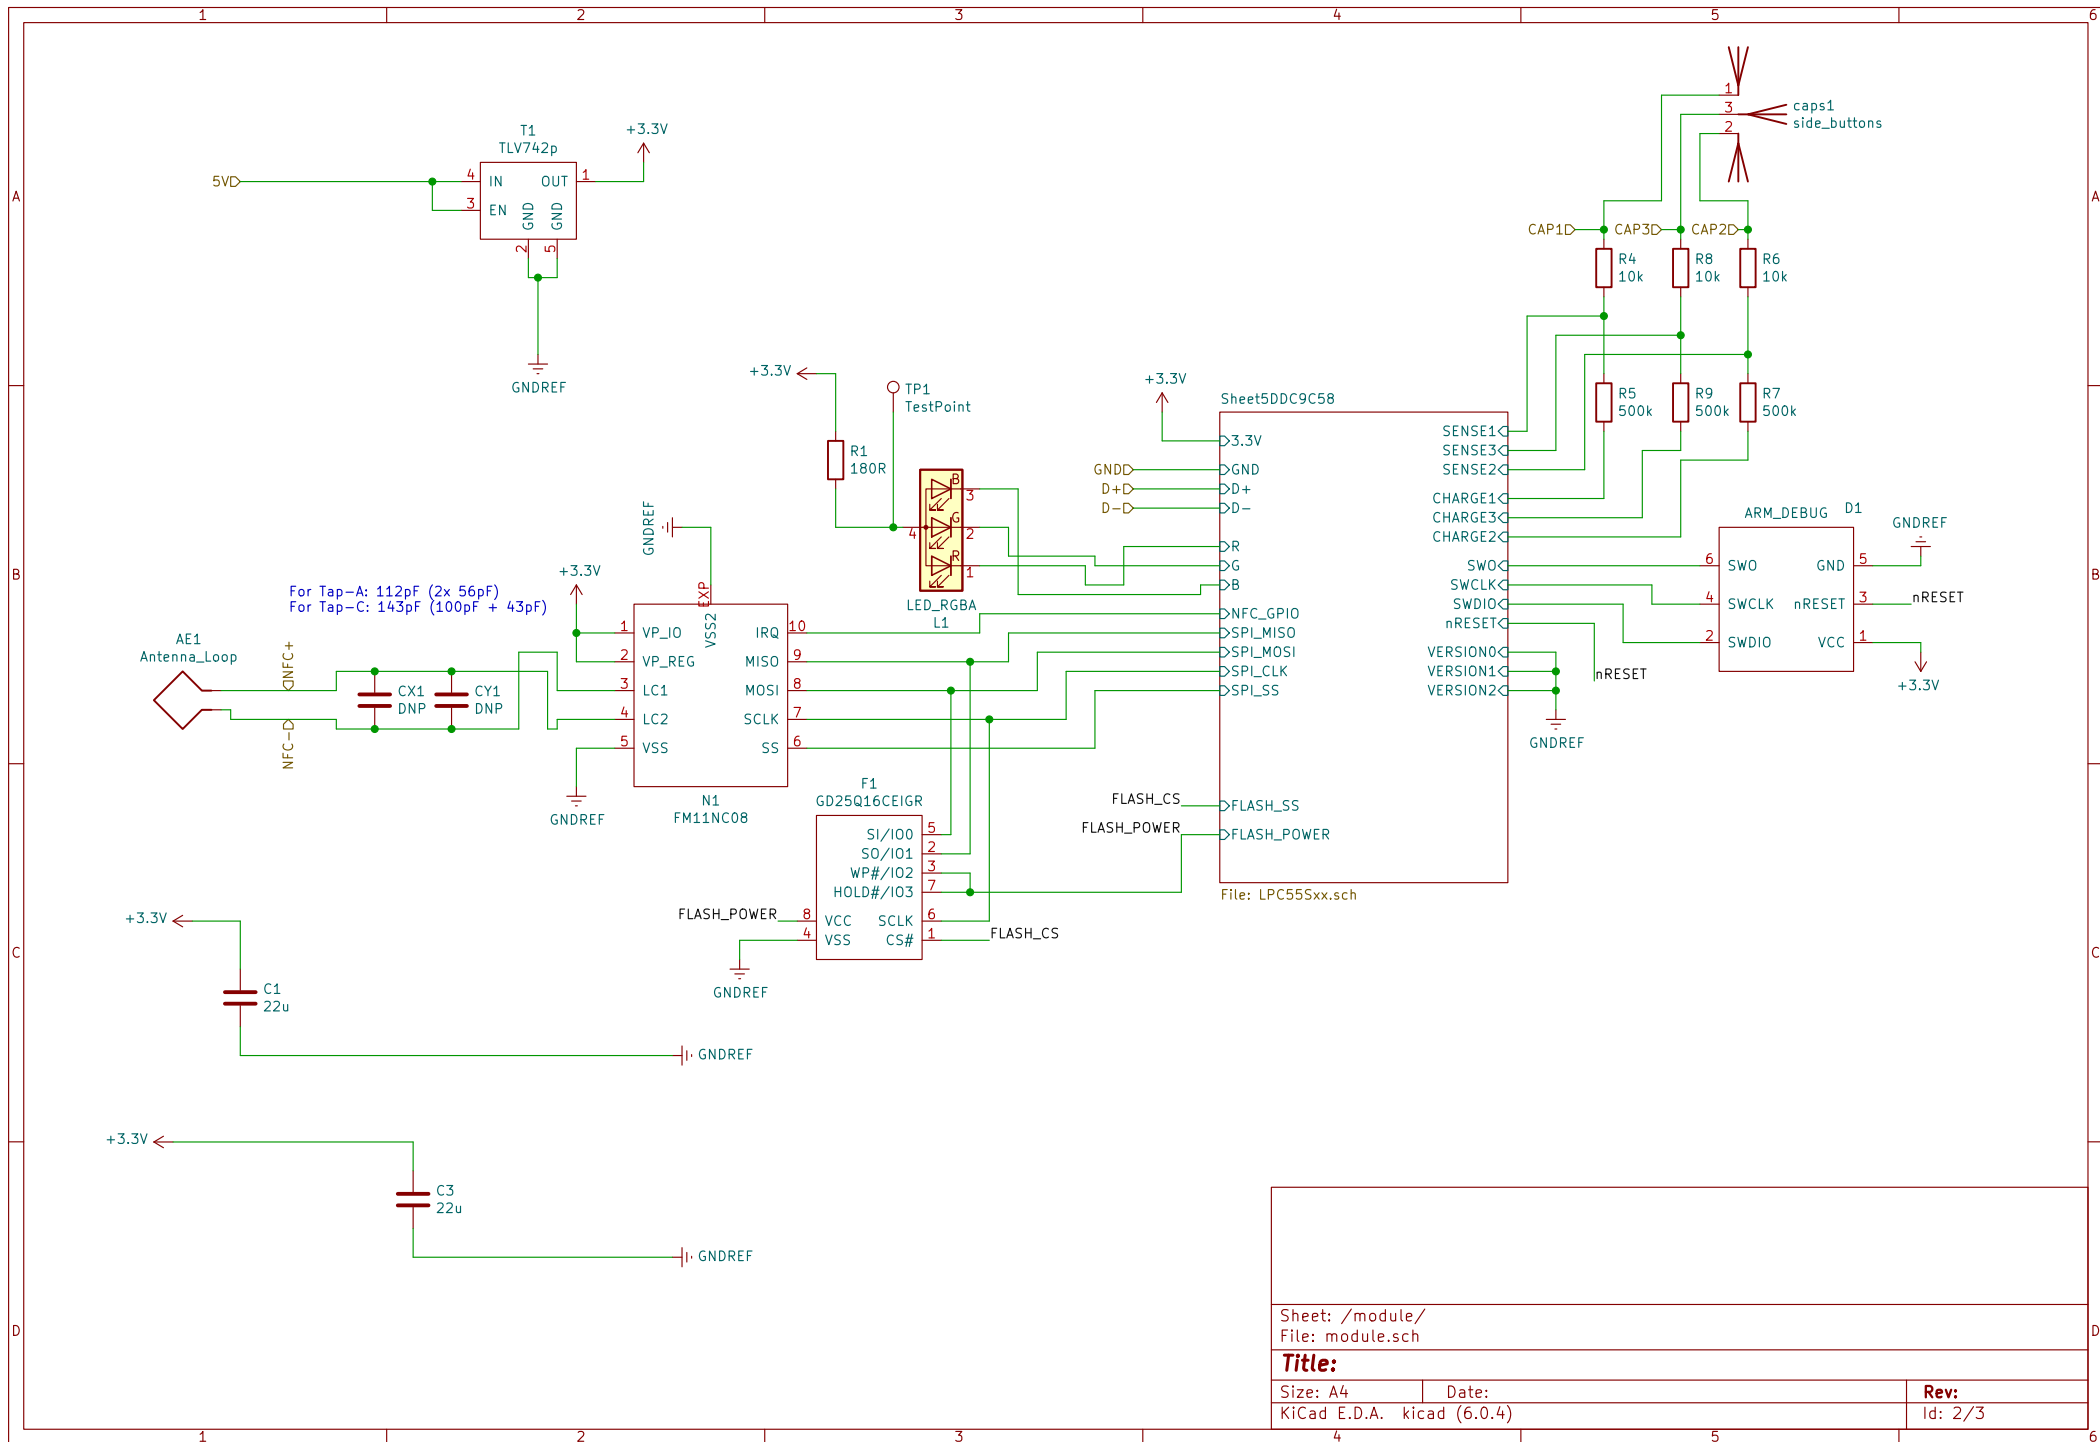 1 2 3 4 5 6
1
3
2
caps1
side_buttons
T1
TLV742p
+3.3V
5V
4 IN OUT 1
3 EN
GND GND
2 5
GNDREF
A A
CAP1 CAP3 CAP2
R4
10k
R8
10k
R6
10k
+3.3V
TP1
TestPoint
R1
180R
+3.3V
Sheet5DDC9C58
R5
500k
R9
500k
R7
500k
3.3V
GND GND
D+ D+
D- D-
R
G
B
NFC_GPIO
SPI_MISO
SPI_MOSI
SPI_CLK
SPI_SS
FLASH_CS FLASH_SS
FLASH_POWER FLASH_POWER
SENSE1
SENSE3
SENSE2
CHARGE1
CHARGE3
CHARGE2
SWO
SWCLK
SWDIO
nRESET
VERSION0
VERSION1
VERSION2
File: LPC55Sxx.sch
nRESET
GNDREF
ARM_DEBUG D1
GNDREF
6 SWO GND 5
4 SWCLK nRESET 3 nRESET
2 SWDIO VCC 1
+3.3V
B 3
4 G 2
R 1
LED_RGBA
L1
B B
GNDREF
+3.3V
EXP
VSS2
1 VP_IO IRQ 10
2 VP_REG MISO 9
3 LC1 MOSI 8
4 LC2 SCLK 7
5 VSS SS 6
N1
FM11NC08
GNDREF
For Tap-A: 112pF (2x 56pF)
For Tap-C: 143pF (100pF + 43pF)
AE1
Antenna_Loop
NFC+
NFC-
CX1
DNP
CY1
DNP
F1
GD25Q16CEIGR
SI/IO0 5
SO/IO1 2
WP#/IO2 3
HOLD#/IO3 7
FLASH_POWER 8 VCC SCLK 6
4 VSS CS# 1 FLASH_CS
GNDREF
C C
+3.3V
C1
22u
GNDREF
+3.3V
C3
22u
GNDREF
D D
Sheet: /module/
File: module.sch
Title:
Size: A4 Date: Rev:
KiCad E.D.A. kicad (6.0.4) Id: 2/3
1 2 3 4 5 6